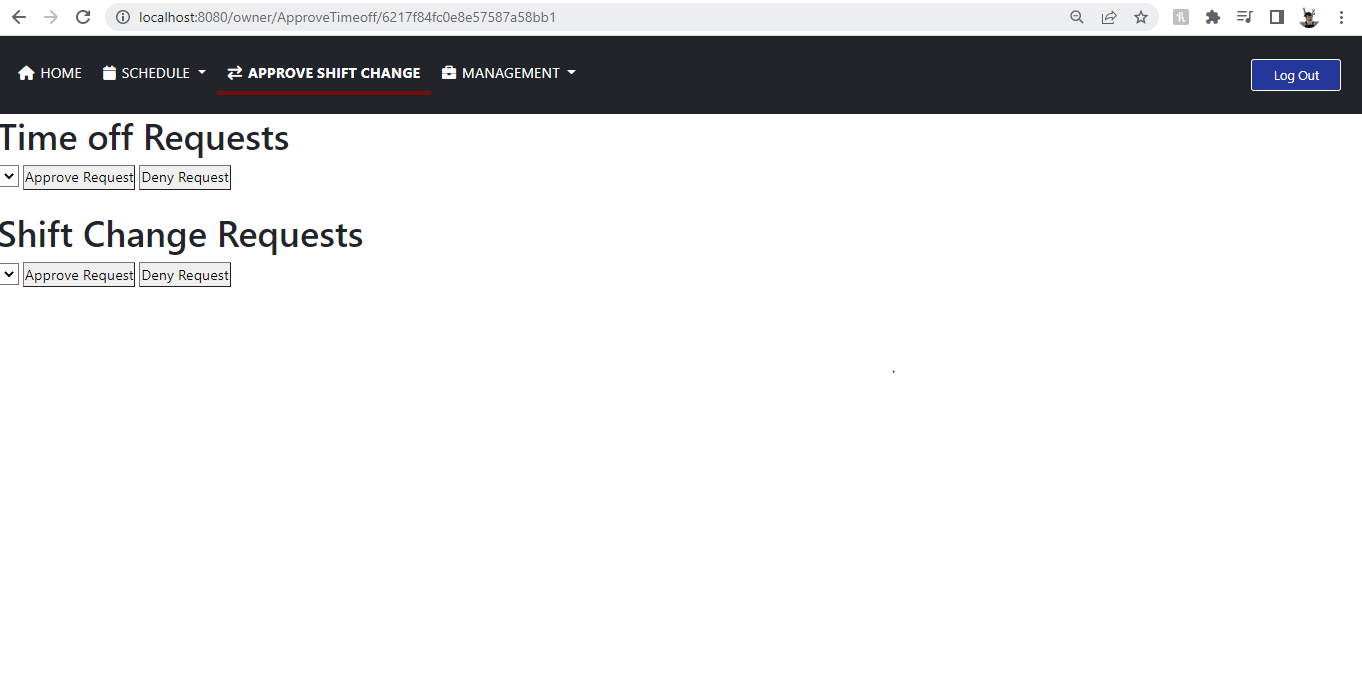 localhost:8080/owner/ApproveTimeoff/6217f84fc0e8e57587a58bb1
HOME SCHEDULE APPROVE SHIFT CHANGE MANAGEMENT Log Out
Time off Requests
Approve Request Deny Request
Shift Change Requests
Approve Request Deny Request